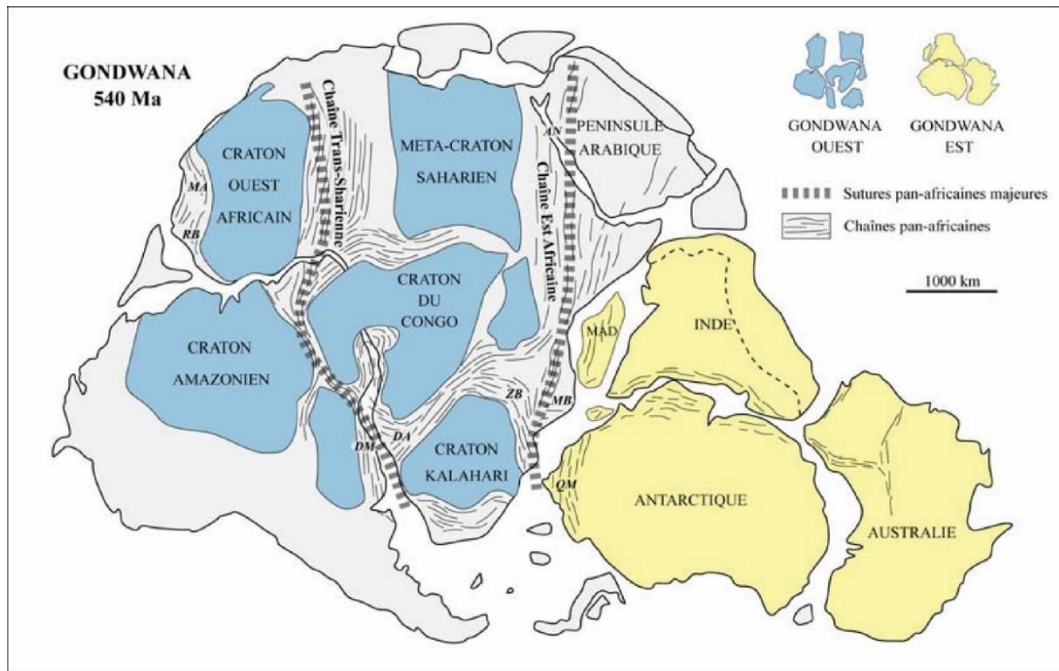 GONDWANA
540 Ma
GONDWANA
OUEST
GONDWANA
EST
Sutures pan-africaines majeures
Chaînes pan-africaines
1000 km
CRATON
OUEST
AFRICAIN
MA
RB
Chaîne Trans-Sharienne
META-CRATON
SAHARIEN
Chaîne Est Africaine
AN
PENINSULE
ARABIQUE
CRATON
DU
CONGO
CRATON
AMAZONIEN
MAD
INDE
ZB
MB
DM
DA
CRATON
KALAHARI
QM
ANTARCTIQUE
AUSTRALIE